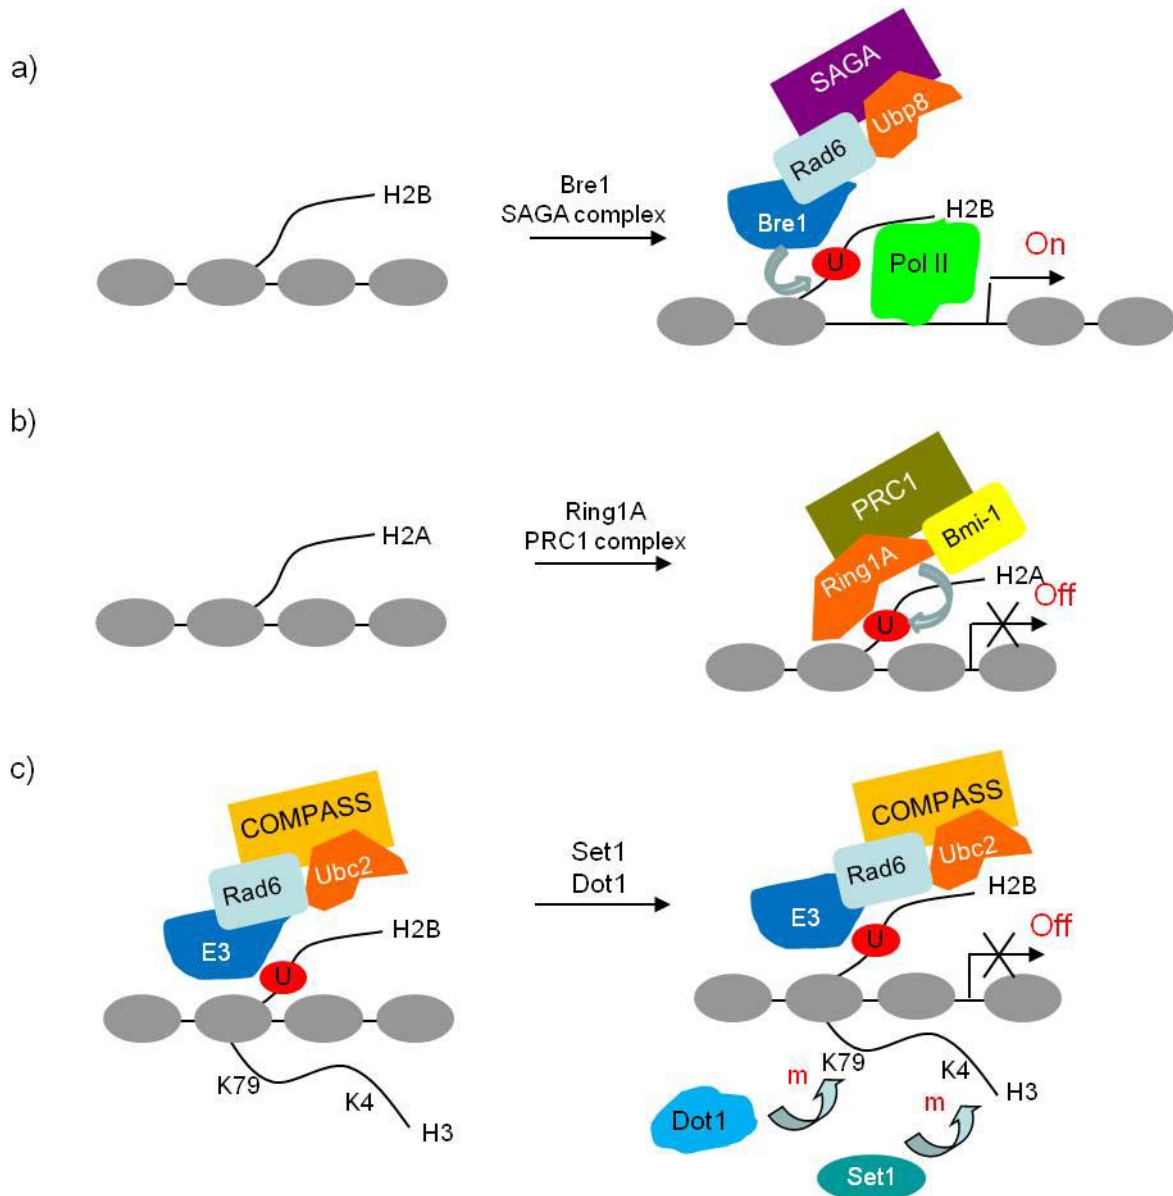 a)
H2B
Bre1
SAGA complex
SAGA
Ubp8
Rad6
Bre1
H2B
U
Pol II
On
b)
H2A
Ring1A
PRC1 complex
PRC1
Bmi-1
Ring1A
H2A
Off
U
c)
COMPASS
Rad6
Ubc2
E3
H2B
U
K79
K4
H3
Set1
Dot1
COMPASS
Rad6
Ubc2
E3
H2B
U
Off
K79
K4
m
m
H3
Dot1
Set1